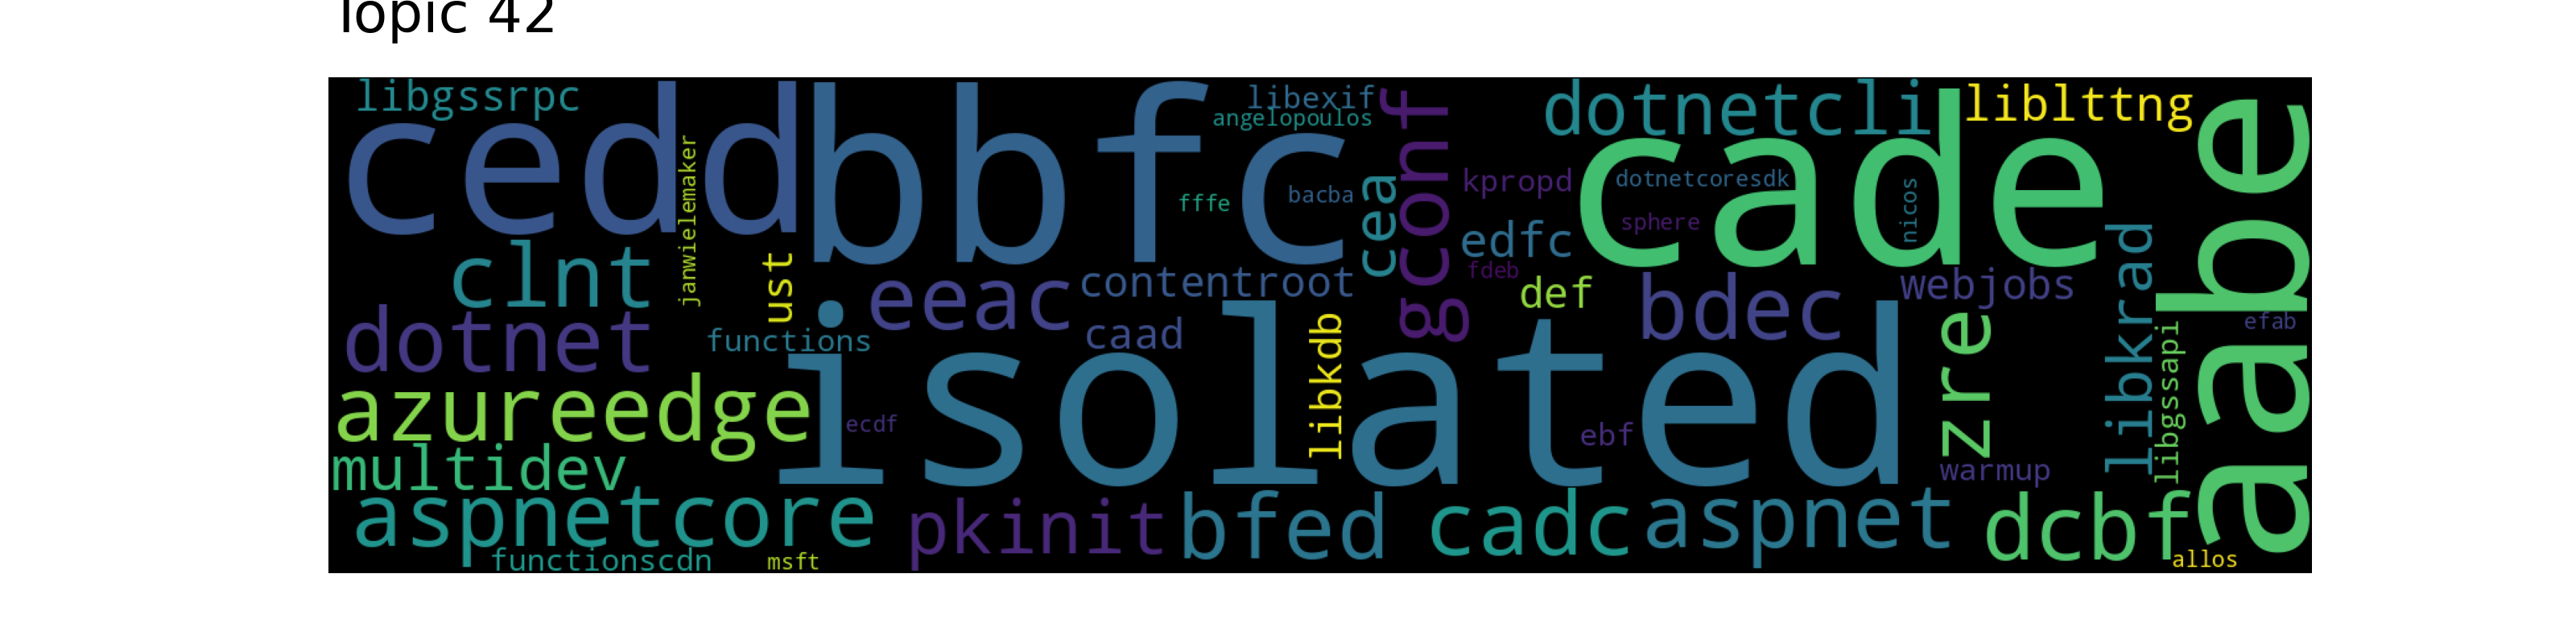 Topic 42
libgssrpc
libexif
dotnetcli
liblttng
angelopoulos
cedd
bbfc
cade
aabe
janwielemaker
fffe
bacba
cea
gconf
kpropd
dotnetcoresdk
nicos
sphere
edfc
clnt
ust
eeac
contentroot
fdeb
def
bdec
webjobs
libkrad
dotnet
functions
caad
libkdb
isolated
zre
libgssapi
efab
azureedge
ecdf
ebf
multidev
warmup
aspnetcore
pkinit
bfed
cadc
aspnet
dcbf
functionscdn
msft
allos